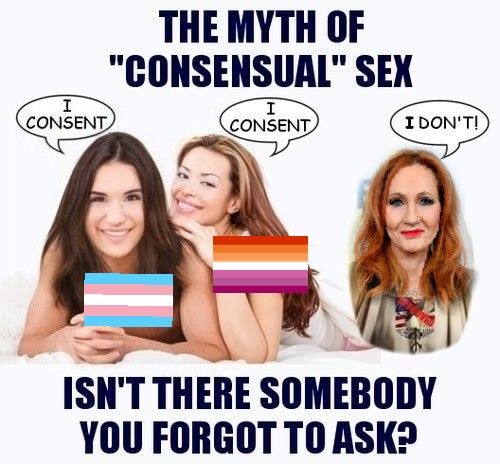 THE MYTH OF
"CONSENSUAL" SEX
I
CONSENT
I
CONSENT
I DON'T!
ISN'T THERE SOMEBODY
YOU FORGOT TO ASK?